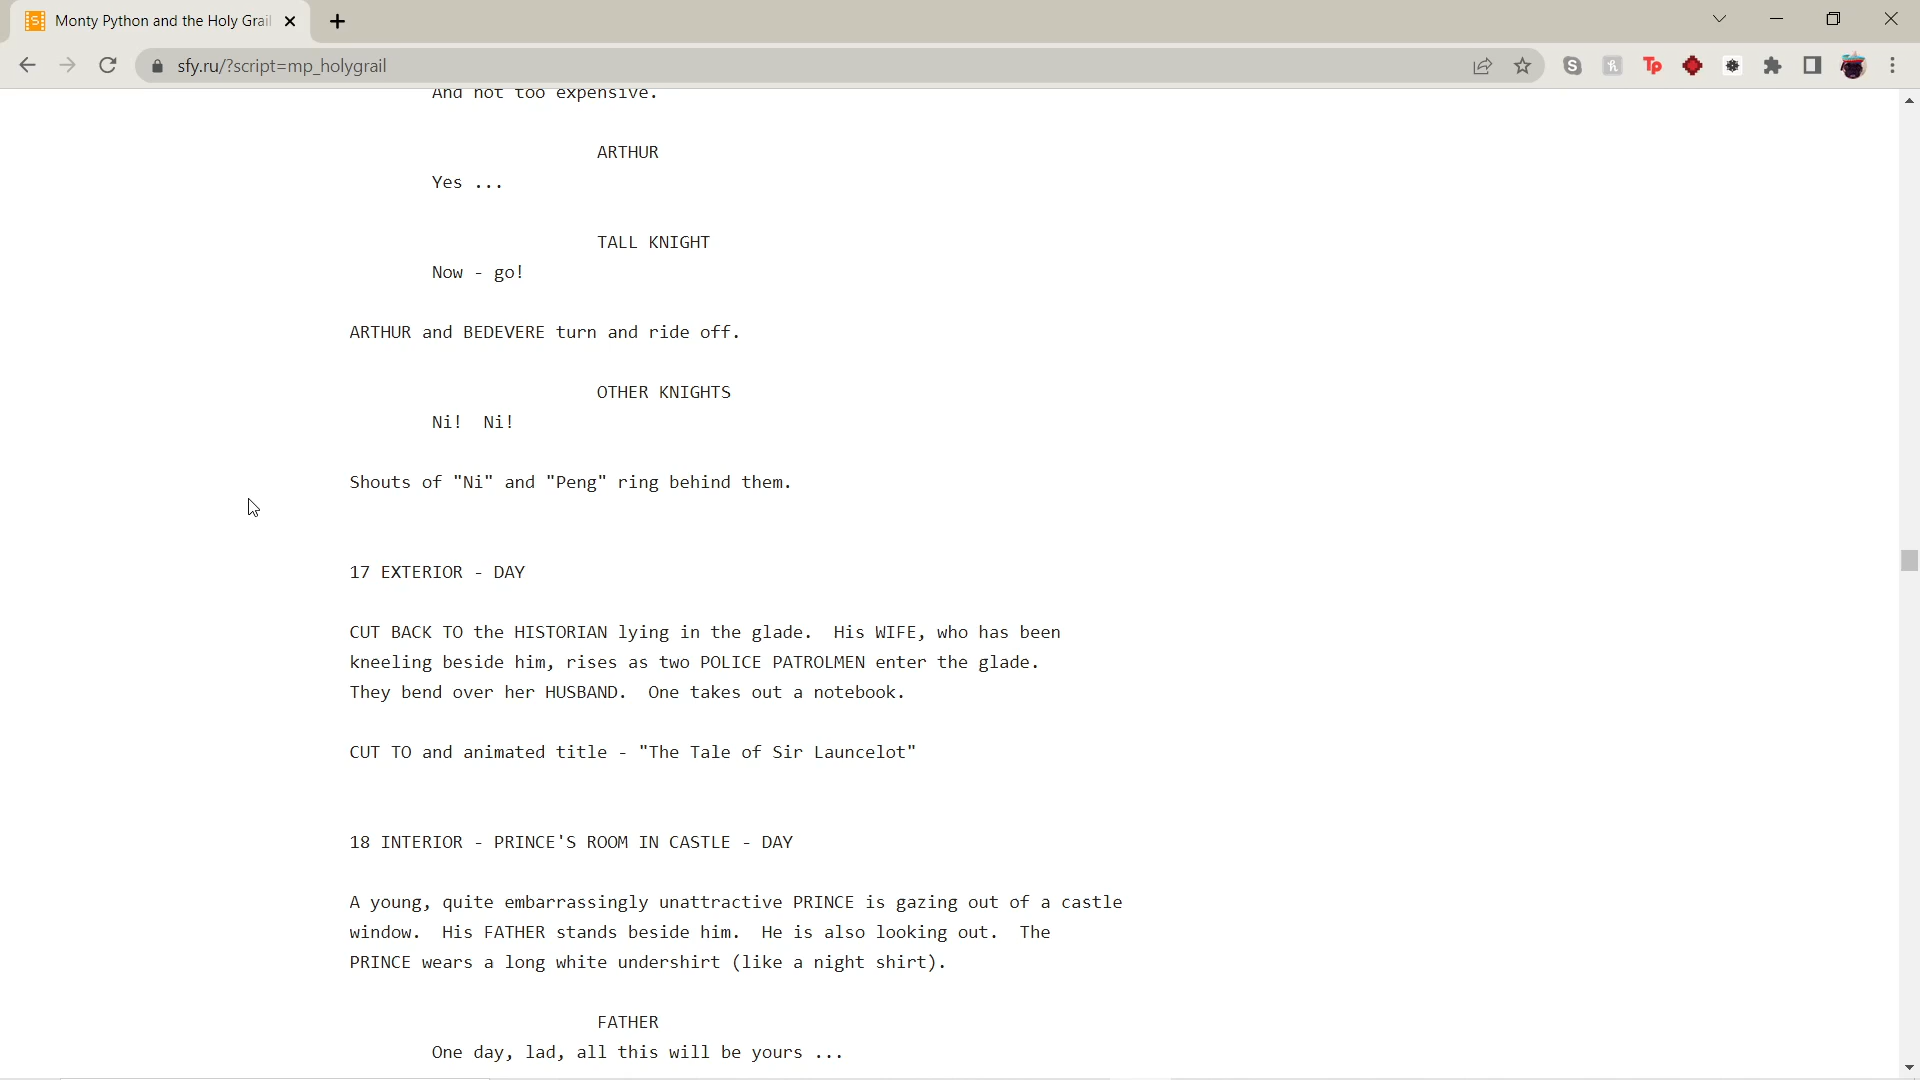 Monty Python and the Holy Grail
sfy.ru/?script=mp_holygrail
And not too expensive.
ARTHUR
Yes ...
TALL KNIGHT
Now - go!
ARTHUR and BEDEVERE turn and ride off.
OTHER KNIGHTS
Ni!  Ni!
Shouts of "Ni" and "Peng" ring behind them.
17 EXTERIOR - DAY
CUT BACK TO the HISTORIAN lying in the glade.  His WIFE, who has been
kneeling beside him, rises as two POLICE PATROLMEN enter the glade.
They bend over her HUSBAND.  One takes out a notebook.
CUT TO and animated title - "The Tale of Sir Launcelot"
18 INTERIOR - PRINCE'S ROOM IN CASTLE - DAY
A young, quite embarrassingly unattractive PRINCE is gazing out of a castle
window.  His FATHER stands beside him.  He is also looking out.  The
PRINCE wears a long white undershirt (like a night shirt).
FATHER
One day, lad, all this will be yours ...